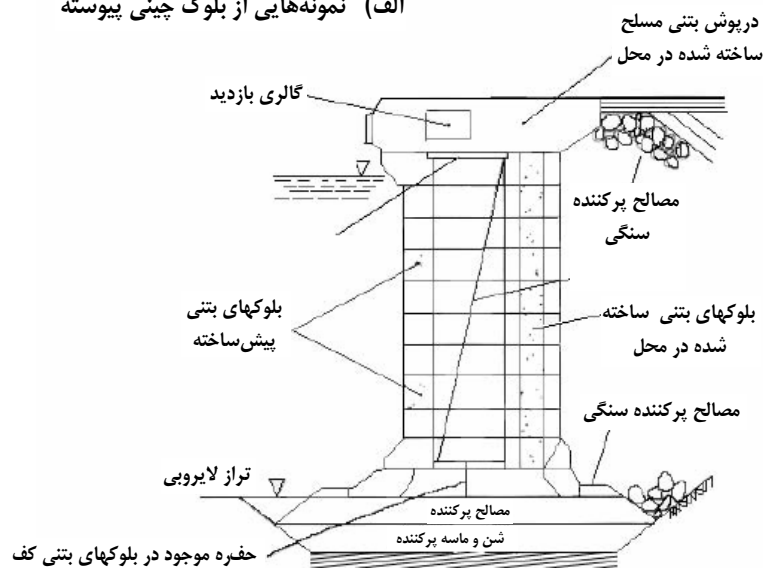 الف) نمونه‌هایی از بلوک چینی پیوسته
درپوش بتنی مسلح
ساخته شده در محل
گالری بازدید
مصالح پرکننده
سنگی
بلوکهای بتنی
پیش‌ساخته
بلوکهای بتنی ساخته
شده در محل
مصالح پرکننده سنگی
تراز لایروبی
مصالح پرکننده
شن و ماسه پرکننده
حفره موجود در بلوکهای بتنی کف